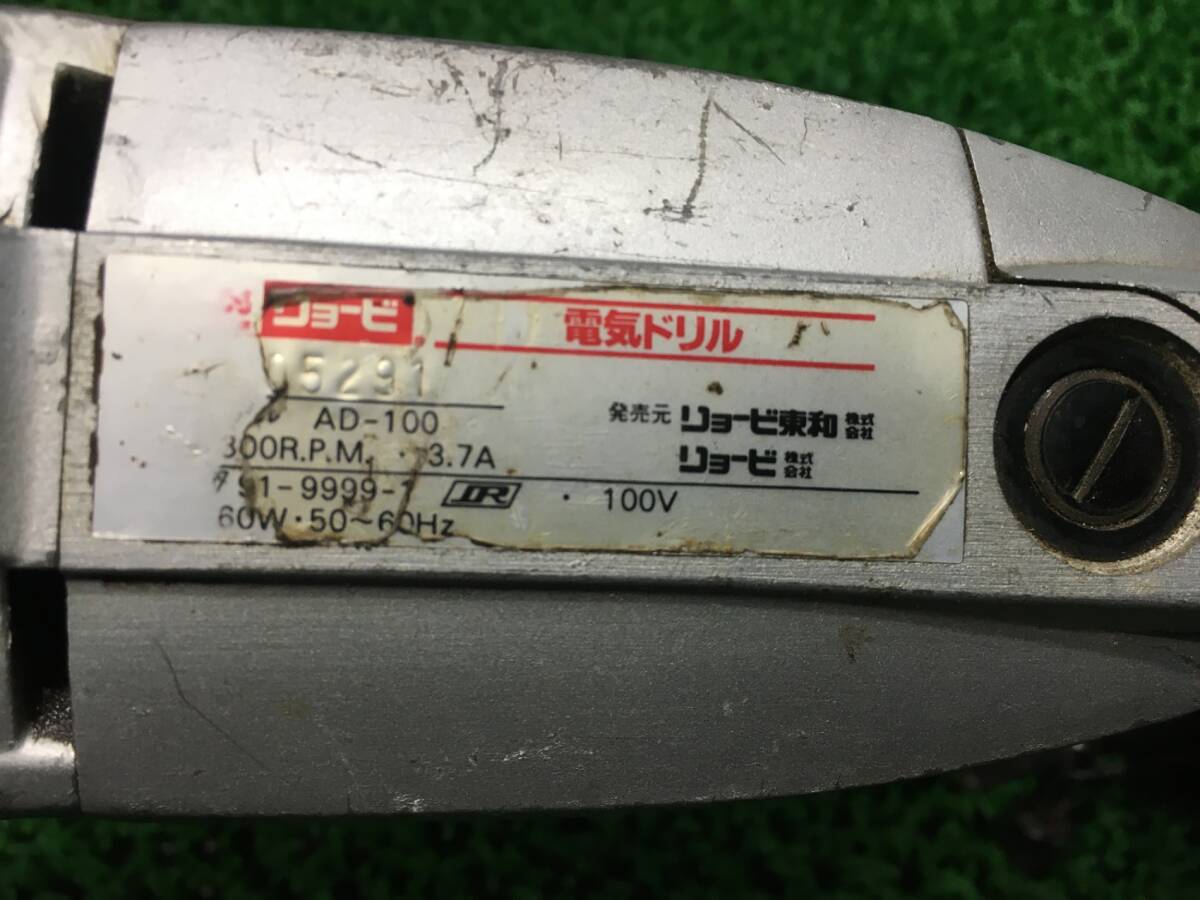 リョービ 電気ドリル
05291
ル AD-100 発売元 リョービ東和 株式会社
300R.P.M. · 3.7A リョービ 株式会社
91-9999-1 JR · 100V
60W·50~60Hz